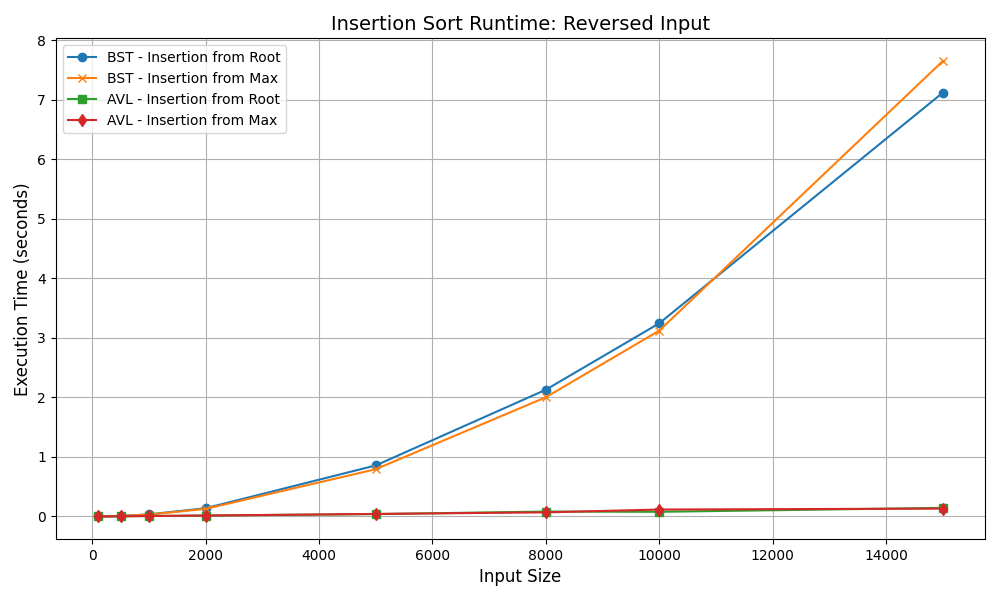 Insertion Sort Runtime: Reversed Input
BST - Insertion from Root
BST - Insertion from Max
AVL - Insertion from Root
AVL - Insertion from Max
Execution Time (seconds)
8
7
6
5
4
3
2
1
0
0 2000 4000 6000 8000 10000 12000 14000
Input Size